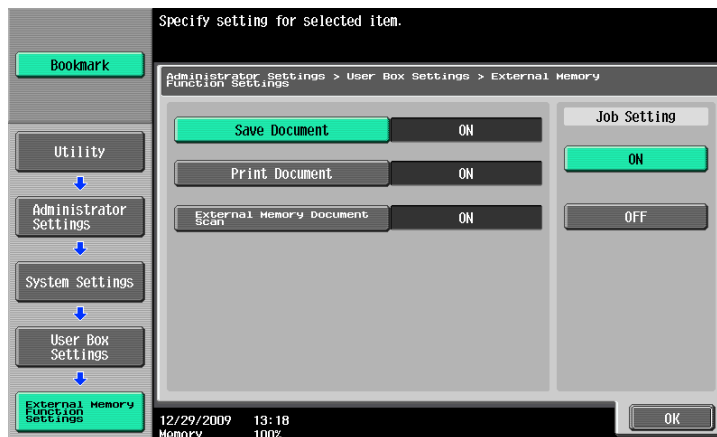 Specify setting for selected item.
Bookmark
Administrator Settings > User Box Settings > External Memory
Function Settings
Utility
Administrator
Settings
System Settings
User Box
Settings
External Memory
Function
Settings
Save Document
ON
Print Document
ON
External Memory Document
Scan
ON
Job Setting
ON
OFF
12/29/2009 13:18
Memory 100%
OK